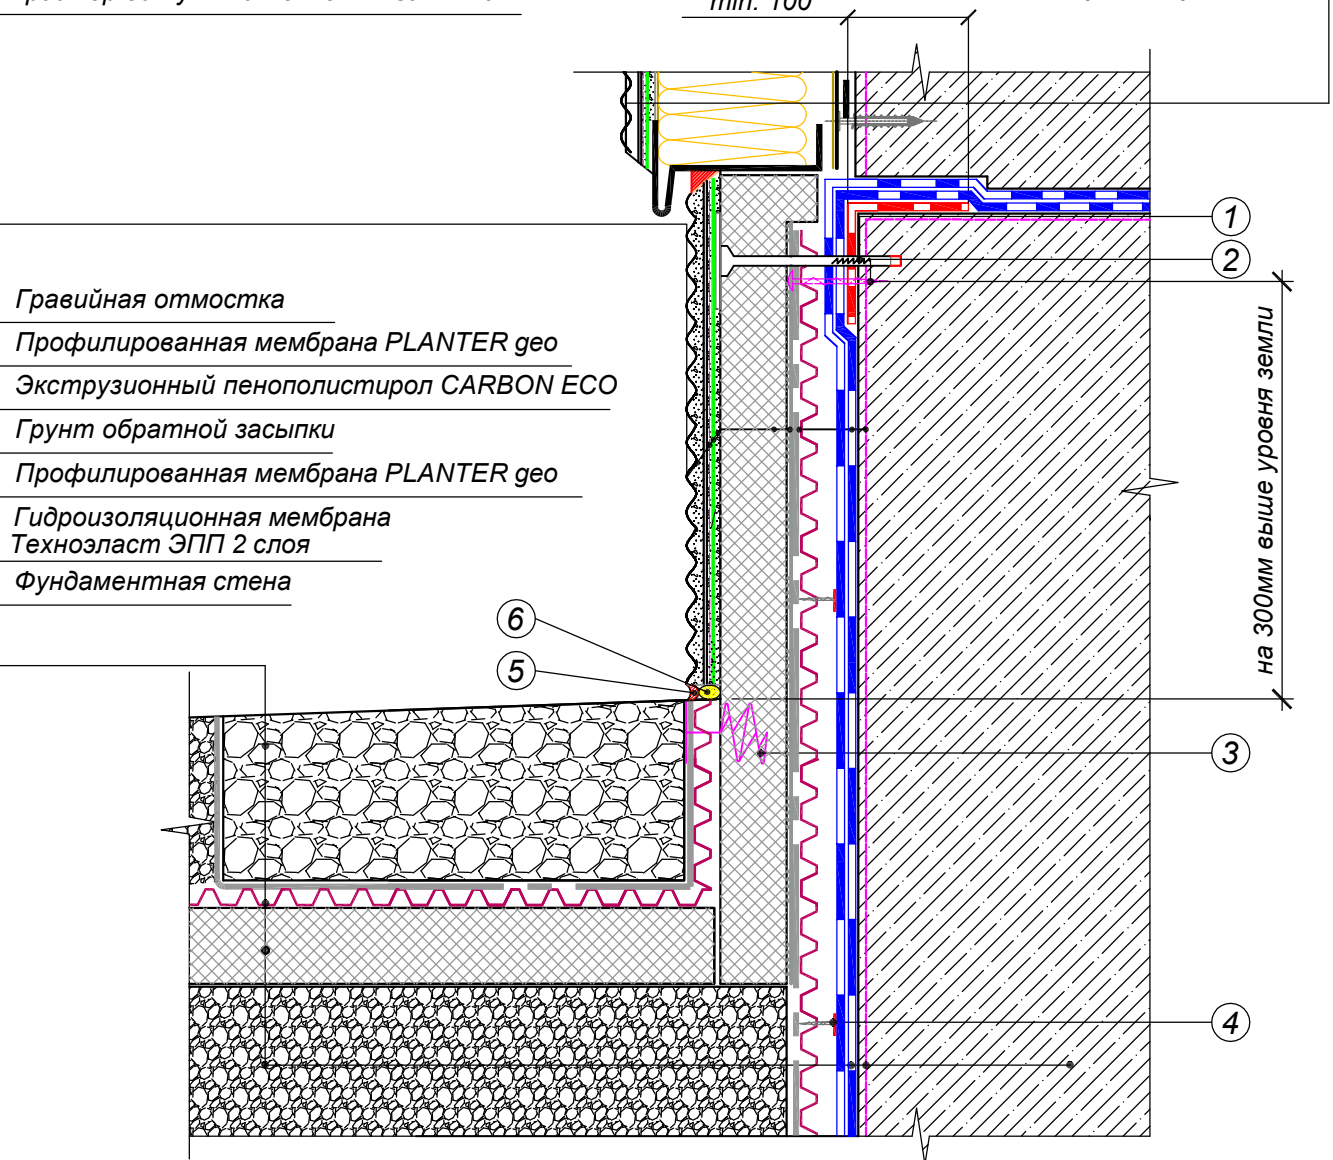 min. 100
1
2
Гравийная отмостка
Профилированная мембрана PLANTER geo
Экструзионный пенополистирол CARBON ECO
Грунт обратной засыпки
Профилированная мембрана PLANTER geo
Гидроизоляционная мембрана
Техноэласт ЭПП 2 слоя
Фундаментная стена
на 300мм выше уровня земли
6
5
3
4